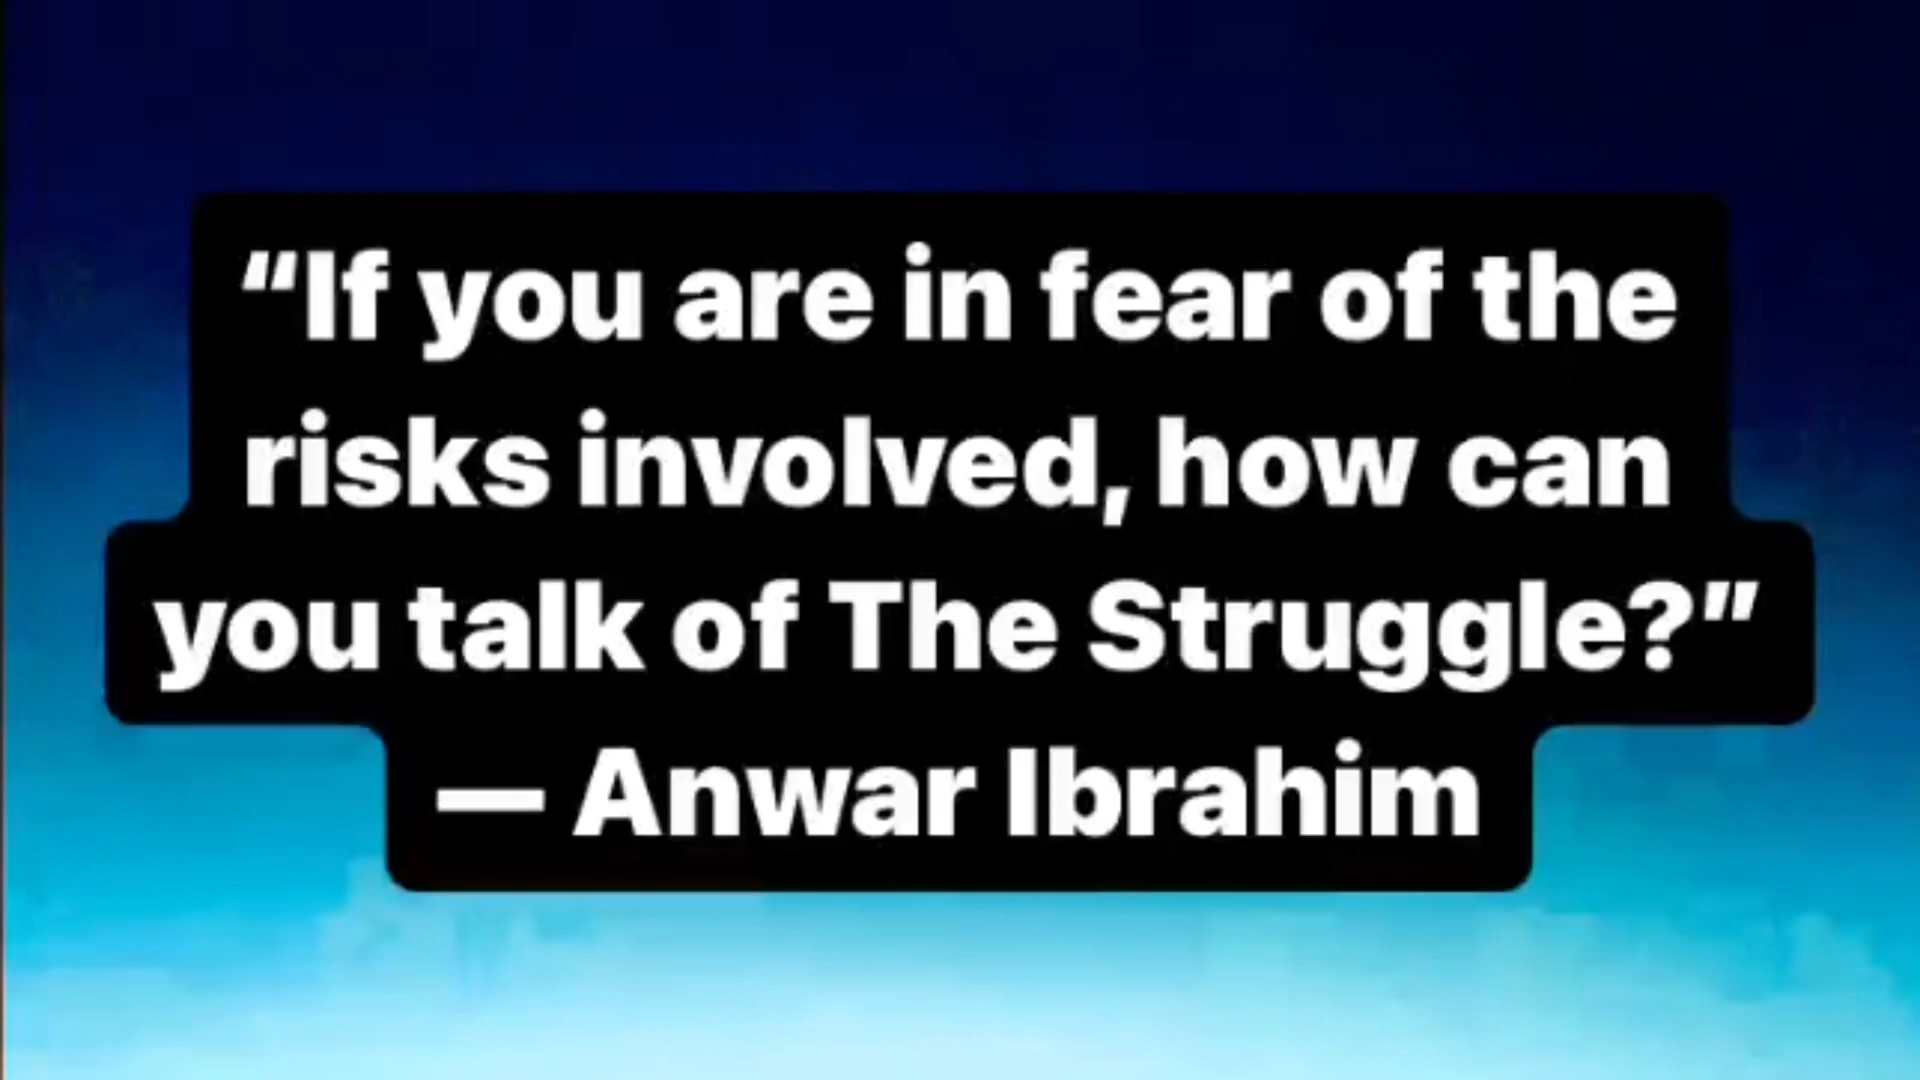 “If you are in fear of the
risks involved, how can
you talk of The Struggle?”
— Anwar Ibrahim